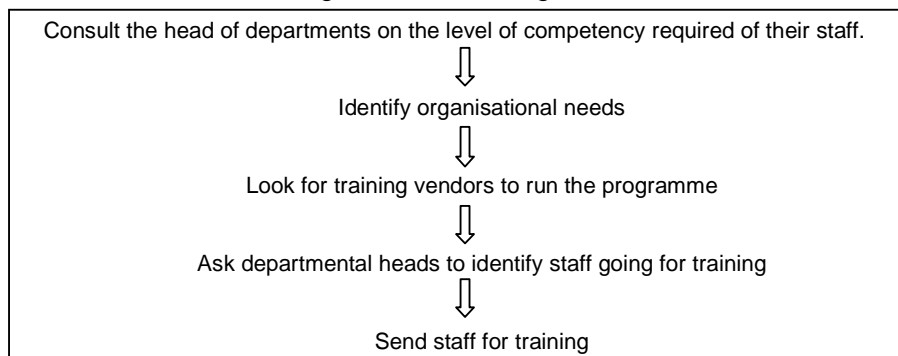 Consult the head of departments on the level of competency required of their staff.
Identify organisational needs
Look for training vendors to run the programme
Ask departmental heads to identify staff going for training
Send staff for training